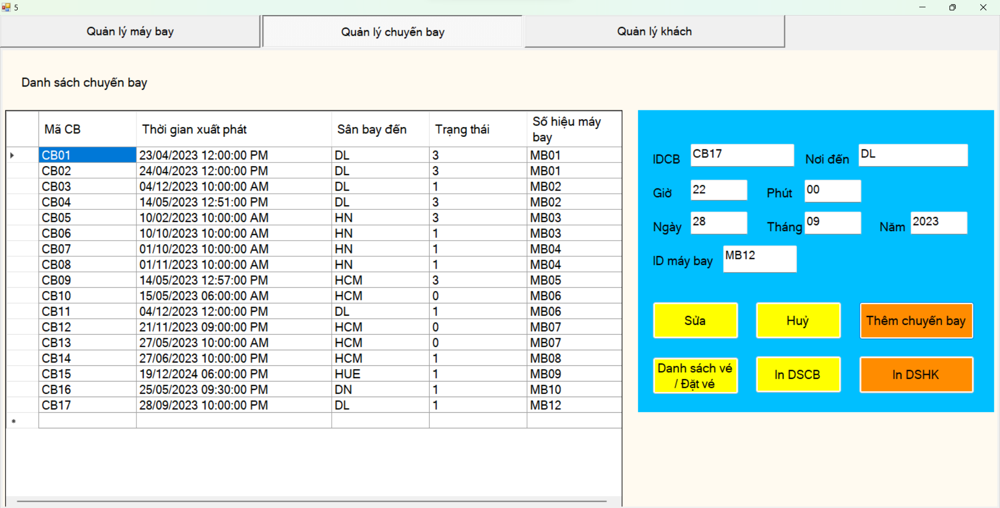 5
Quản lý máy bay
Quản lý chuyến bay
Quản lý khách
Danh sách chuyến bay
Mã CB Thời gian xuất phát Sân bay đến Trạng thái Số hiệu máy bay
CB01 23/04/2023 12:00:00 PM DL 3 MB01
CB02 24/04/2023 12:00:00 PM DL 3 MB01
CB03 04/12/2023 10:00:00 AM DL 1 MB02
CB04 14/05/2023 12:51:00 PM DL 3 MB02
CB05 10/02/2023 10:00:00 AM HN 3 MB03
CB06 10/10/2023 10:00:00 AM HN 1 MB03
CB07 01/10/2023 10:00:00 AM HN 1 MB04
CB08 01/11/2023 10:00:00 AM HN 1 MB04
CB09 14/05/2023 12:57:00 PM HCM 3 MB05
CB10 15/05/2023 06:00:00 AM HCM 0 MB06
CB11 04/12/2023 12:00:00 PM DL 1 MB06
CB12 21/11/2023 09:00:00 PM HCM 0 MB07
CB13 27/05/2023 10:00:00 AM HCM 0 MB07
CB14 27/06/2023 10:00:00 PM HCM 1 MB08
CB15 19/12/2024 06:00:00 PM HUE 1 MB09
CB16 25/05/2023 09:30:00 PM DN 1 MB10
CB17 28/09/2023 10:00:00 PM DL 1 MB12
IDCB CB17 Nơi đến DL
Giờ 22 Phút 00
Ngày 28 Tháng 09 Năm 2023
ID máy bay MB12
Sửa
Huỷ
Thêm chuyến bay
Danh sách vé
/ Đặt vé
In DSCB
In DSHK